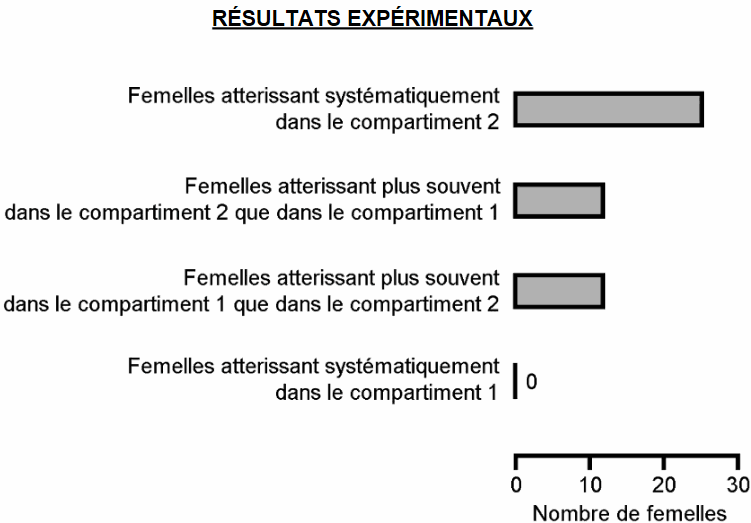 RÉSULTATS EXPÉRIMENTAUX
Femelles atterissant systématiquement
dans le compartiment 2
Femelles atterissant plus souvent
dans le compartiment 2 que dans le compartiment 1
Femelles atterissant plus souvent
dans le compartiment 1 que dans le compartiment 2
Femelles atterissant systématiquement
dans le compartiment 1
0
0 10 20 30
Nombre de femelles